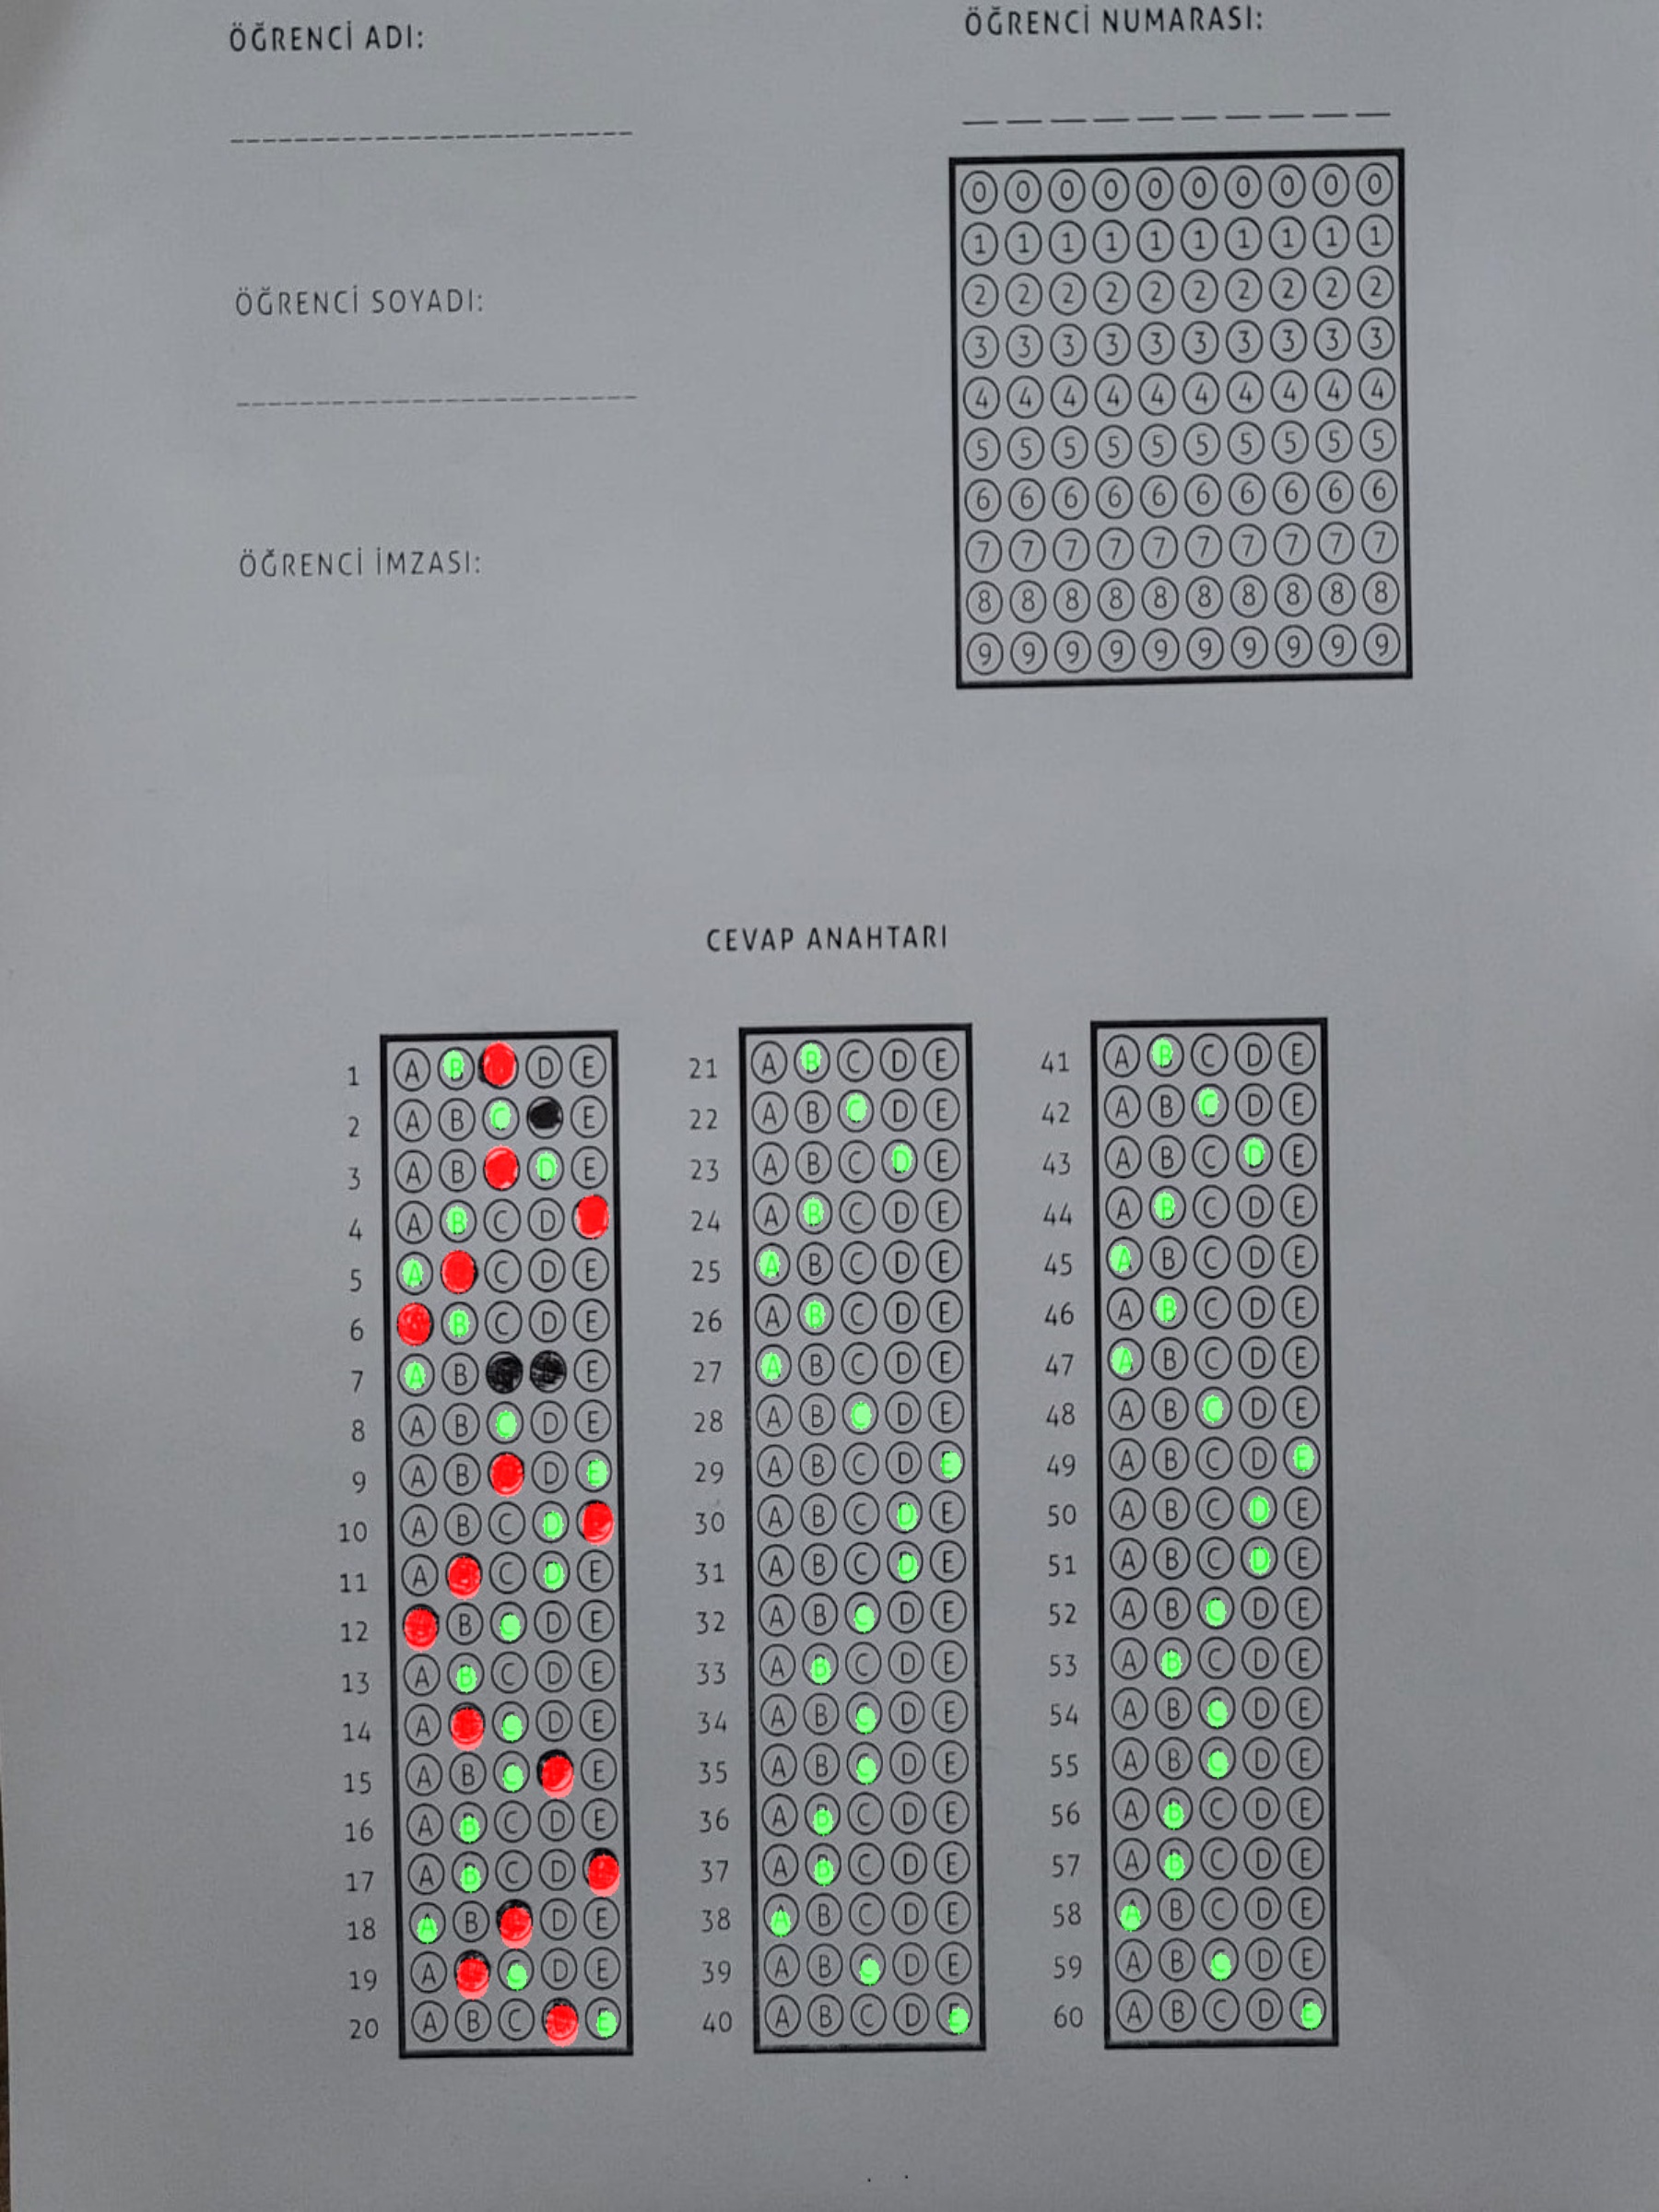 ÖĞRENCİ ADI:
ÖĞRENCİ SOYADI:
ÖĞRENCİ İMZASI:
ÖĞRENCİ NUMARASI:
0 0 0 0 0 0 0 0 0 0
1 1 1 1 1 1 1 1 1 1
2 2 2 2 2 2 2 2 2 2
3 3 3 3 3 3 3 3 3 3
4 4 4 4 4 4 4 4 4 4
5 5 5 5 5 5 5 5 5 5
6 6 6 6 6 6 6 6 6 6
7 7 7 7 7 7 7 7 7 7
8 8 8 8 8 8 8 8 8 8
9 9 9 9 9 9 9 9 9 9
CEVAP ANAHTARI
1 A B D E
2 A B C E
3 A B D E
4 A B C D
5 A C D E
6 B C D E
7 A B E
8 A B C D E
9 A B D E
10 A B C D
11 A C D E
12 B C D E
13 A B C D E
14 A C D E
15 A B C E
16 A B C D E
17 A B C D
18 A B D E
19 A C D E
20 A B C E
21 A B C D E
22 A B C D E
23 A B C D E
24 A B C D E
25 A B C D E
26 A B C D E
27 A B C D E
28 A B C D E
29 A B C D E
30 A B C D E
31 A B C D E
32 A B C D E
33 A B C D E
34 A B C D E
35 A B C D E
36 A B C D E
37 A B C D E
38 A B C D E
39 A B C D E
40 A B C D E
41 A B C D E
42 A B C D E
43 A B C D E
44 A B C D E
45 A B C D E
46 A B C D E
47 A B C D E
48 A B C D E
49 A B C D E
50 A B C D E
51 A B C D E
52 A B C D E
53 A B C D E
54 A B C D E
55 A B C D E
56 A B C D E
57 A B C D E
58 A B C D E
59 A B C D E
60 A B C D E